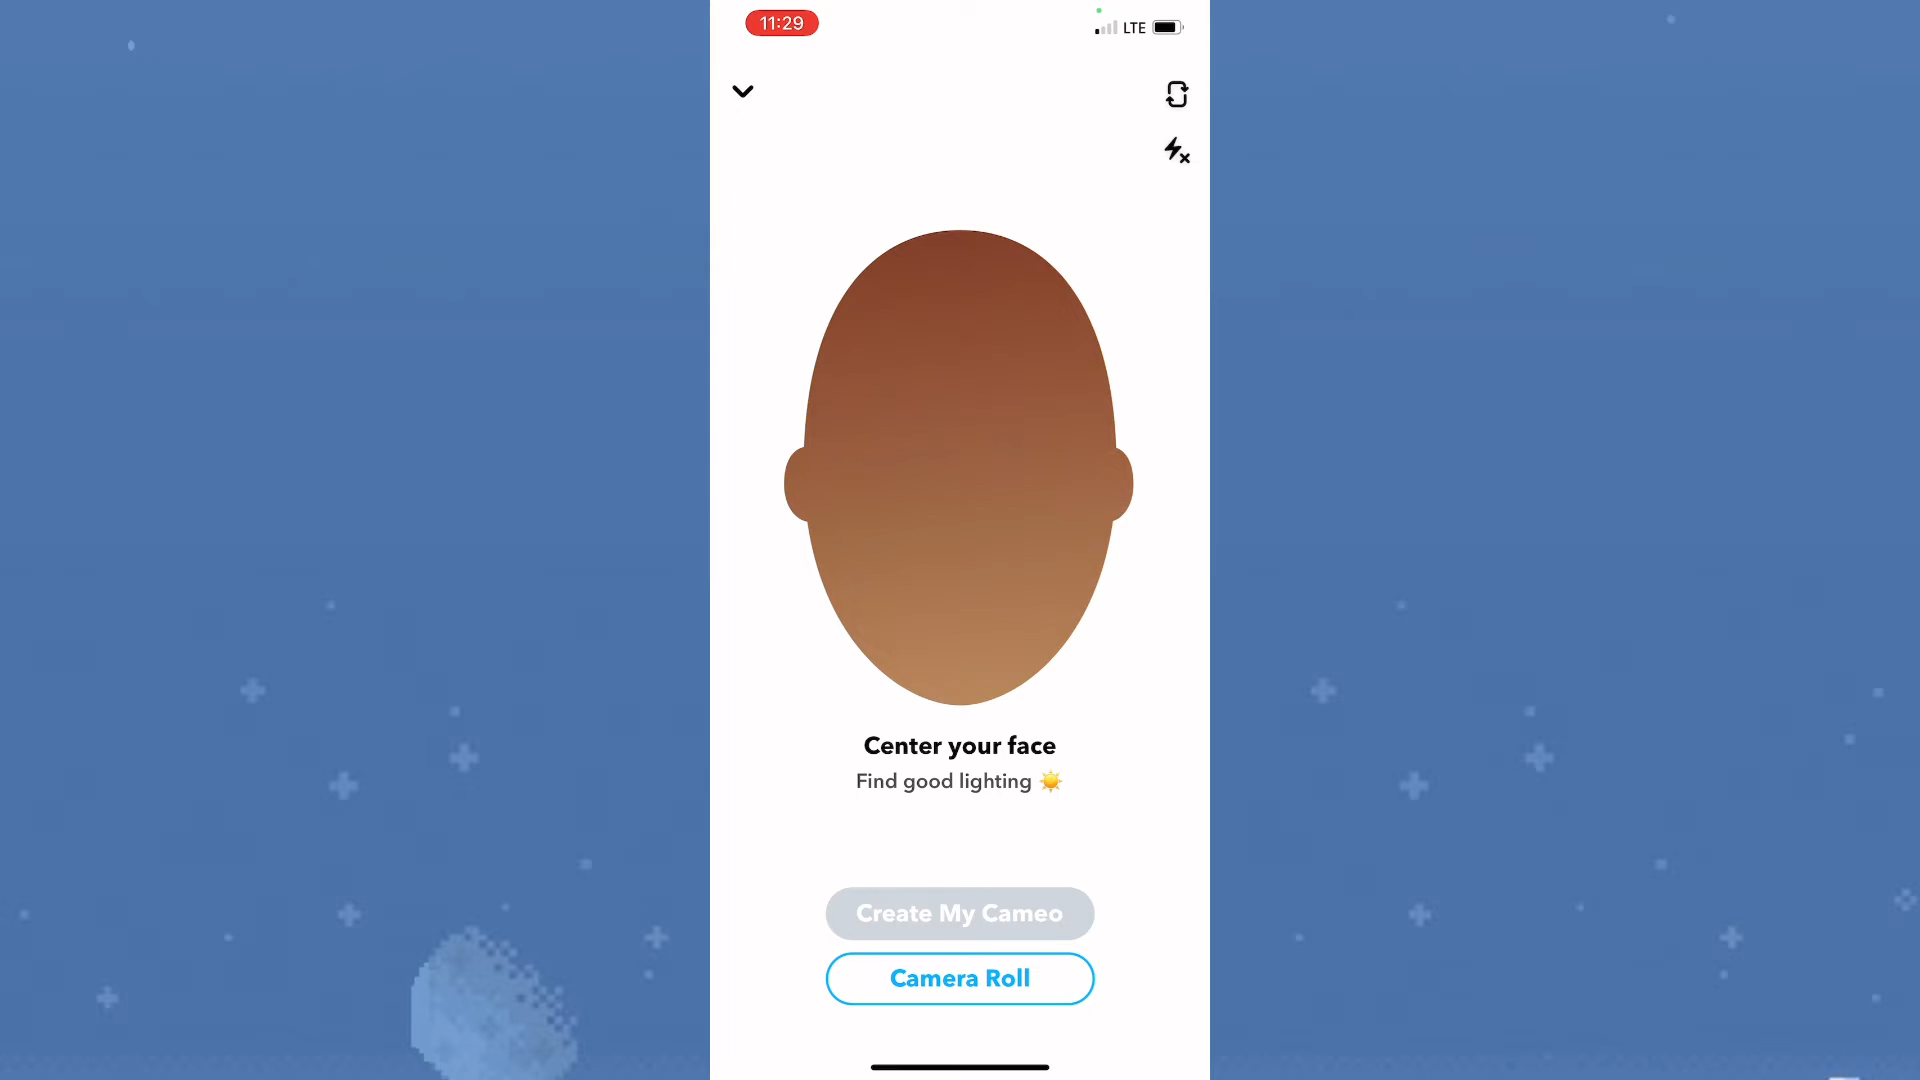 11:29
LTE
Center your face
Find good lighting ☀️
Create My Cameo
Camera Roll